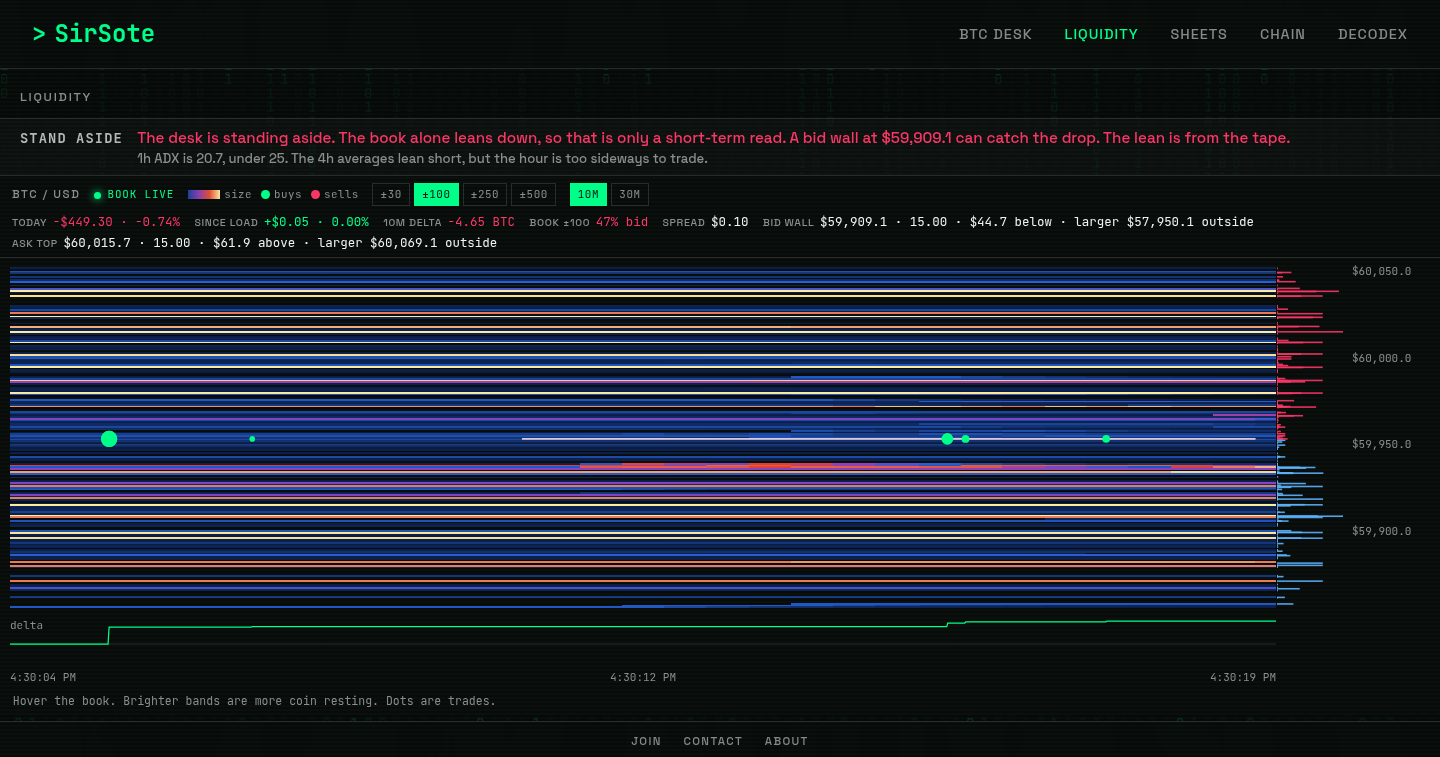 > SirSote
BTC DESK LIQUIDITY SHEETS CHAIN DECODEX
LIQUIDITY
STAND ASIDE The desk is standing aside. The book alone leans down, so that is only a short-term read. A bid wall at $59,909.1 can catch the drop. The lean is from the tape.
1h ADX is 20.7, under 25. The 4h averages lean short, but the hour is too sideways to trade.
BTC / USD BOOK LIVE size buys sells ±30 ±100 ±250 ±500 10M 30M
TODAY -$449.30 · -0.74% SINCE LOAD +$0.05 · 0.00% 10M DELTA -4.65 BTC BOOK ±100 47% bid SPREAD $0.10 BID WALL $59,909.1 · 15.00 · $44.7 below · larger $57,950.1 outside
ASK TOP $60,015.7 · 15.00 · $61.9 above · larger $60,069.1 outside
$60,050.0
$60,000.0
$59,950.0
$59,900.0
delta
4:30:04 PM 4:30:12 PM 4:30:19 PM
Hover the book. Brighter bands are more coin resting. Dots are trades.
JOIN CONTACT ABOUT